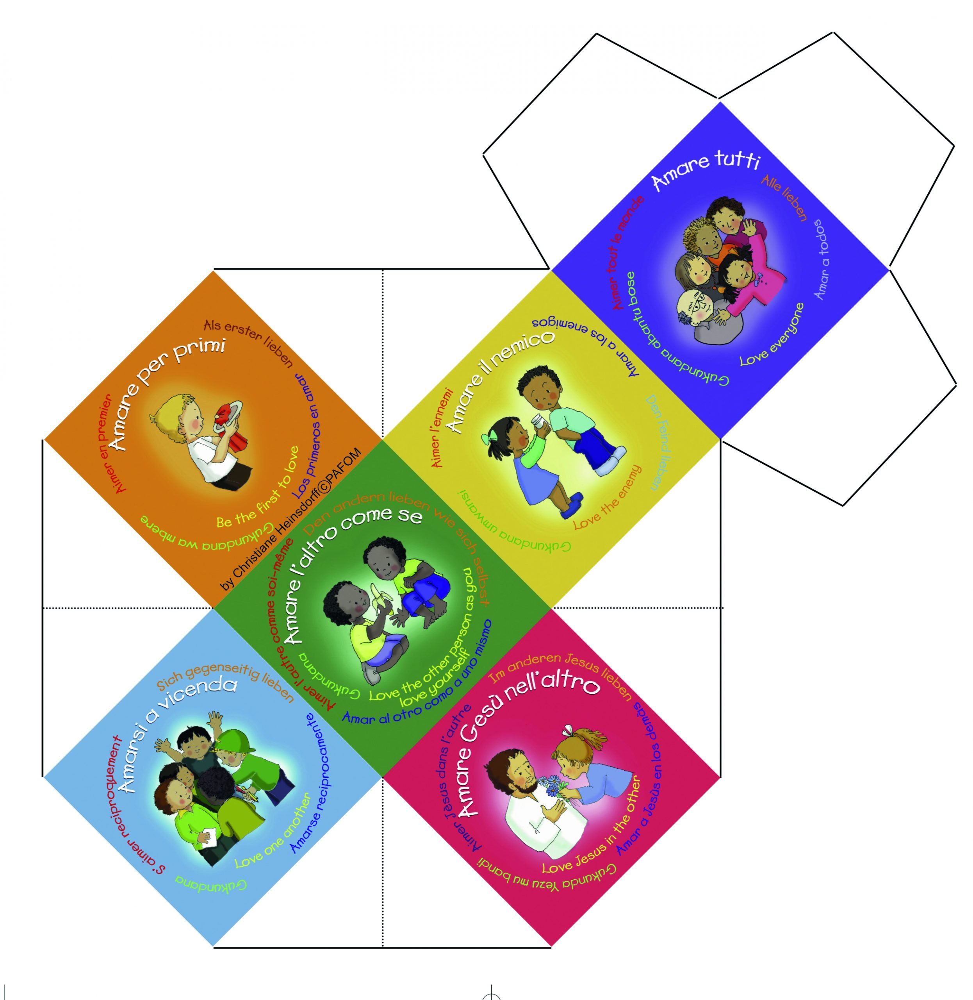 Amare tutti
Alle lieben
Amar a todos
Love everyone
Gukundana abantu bose
Aimer tout le monde
Amare il nemico
Amar a los enemigos
Den Feind lieben
Love the enemy
Gukundana umwansi
Aimer l'ennemi
Amare per primi
Als erster lieben
Los primeros en amar
Be the first to love
Gukundana wa mbere
Aimer en premier
by Christiane Heinsdorff©PAFOM
Amare l'altro come se
Den andern lieben wie sich selbst
Love the other person as you
love yourself
Amar al otro como a uno mismo
Gukundana
Aimer l'autre comme soi-même
Amarsi a vicenda
Sich gegenseitig lieben
Amarse reciprocamente
Love one another
Gukundana
S'aimer reciproquement
Amare Gesù nell'altro
Im anderen Jesus lieben
Amar a Jesùs en los demäs
Love Jesus in the other
Gukunda Yezu mu bandi
Aimer Jèsus dans l'autre